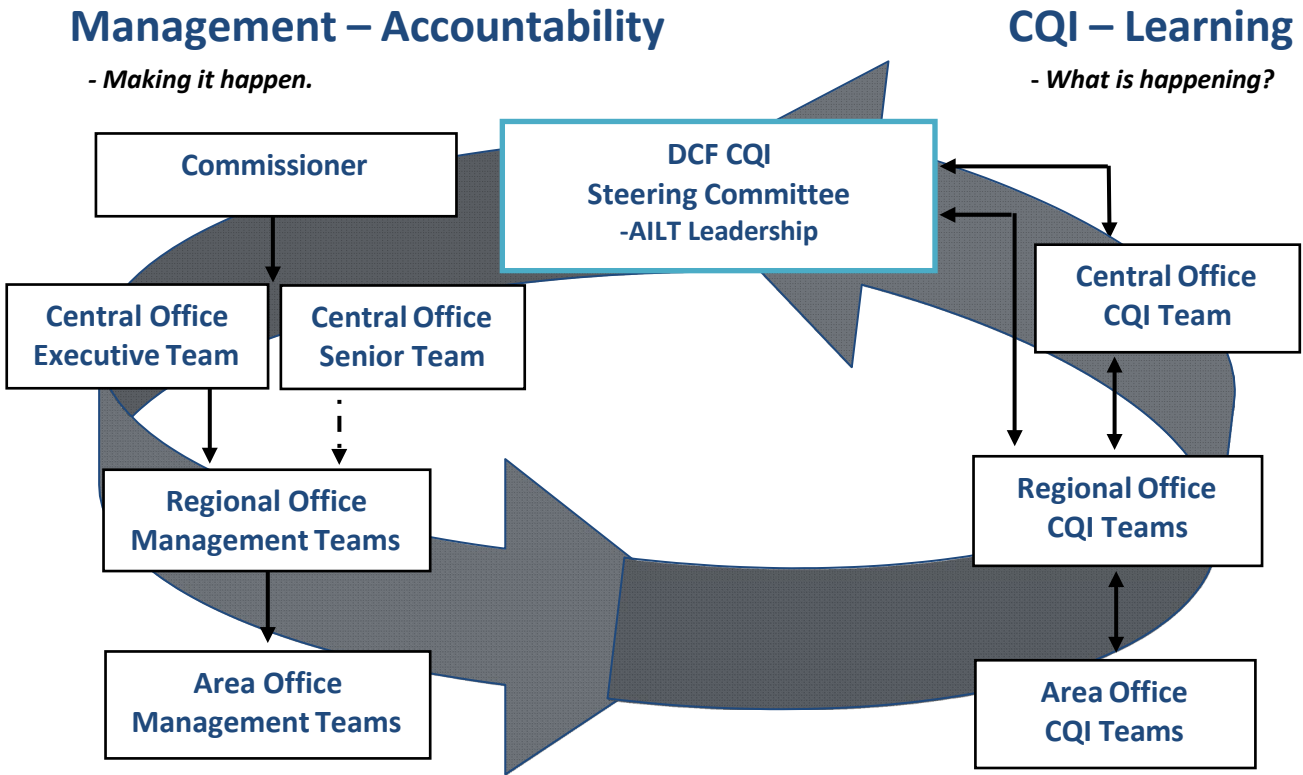 Management – Accountability
- Making it happen.
CQI – Learning
- What is happening?
Commissioner
DCF CQI
Steering Committee
-AILT Leadership
Central Office
Executive Team
Central Office
Senior Team
Central Office
CQI Team
Regional Office
Management Teams
Regional Office
CQI Teams
Area Office
Management Teams
Area Office
CQI Teams